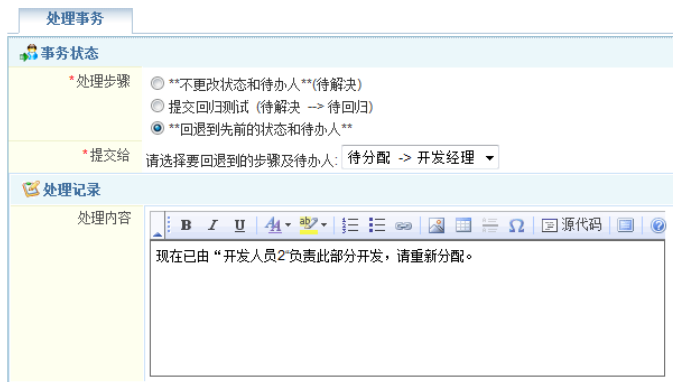 处理事务
事务状态
*处理步骤
**不更改状态和待办人**(待解决)
提交回归测试 (待解决 --> 待回归)
**回退到先前的状态和待办人**
*提交给
请选择要回退到的步骤及待办人: 待分配 -> 开发经理
处理记录
处理内容
B I U A ab 源代码
现在已由“开发人员2”负责此部分开发，请重新分配。